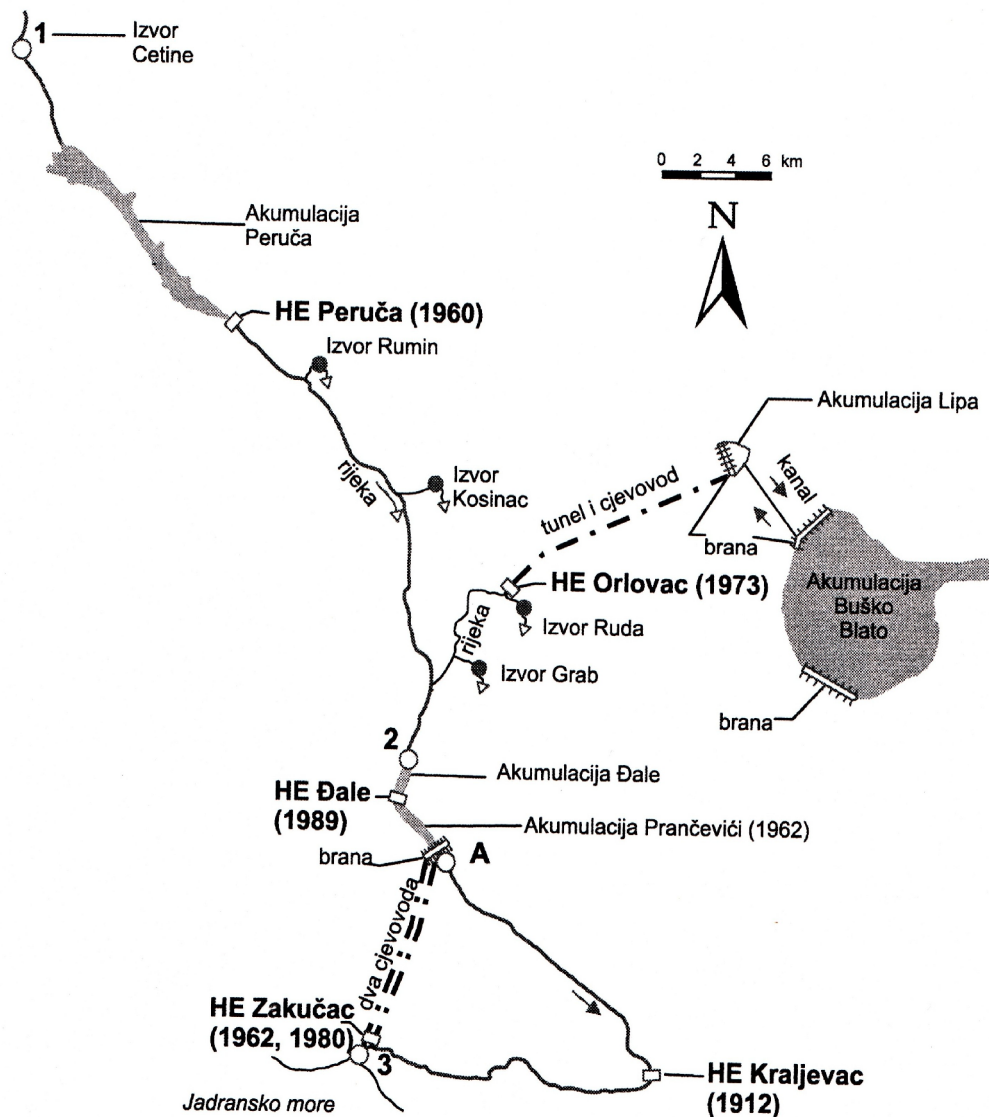 1
Izvor
Cetine
0 2 4 6 km
N
Akumulacija
Peruča
HE Peruča (1960)
Izvor Rumin
Akumulacija Lipa
rijeka
Izvor
Kosinac
tunel i cjevovod
kanal
brana
HE Orlovac (1973)
Akumulacija
Buško
Blato
rijeka
Izvor Ruda
Izvor Grab
brana
2
Akumulacija Đale
HE Đale
(1989)
Akumulacija Prančevići (1962)
brana
A
dva cjevovoda
HE Zakučac
(1962, 1980)
3
HE Kraljevac
(1912)
Jadransko more